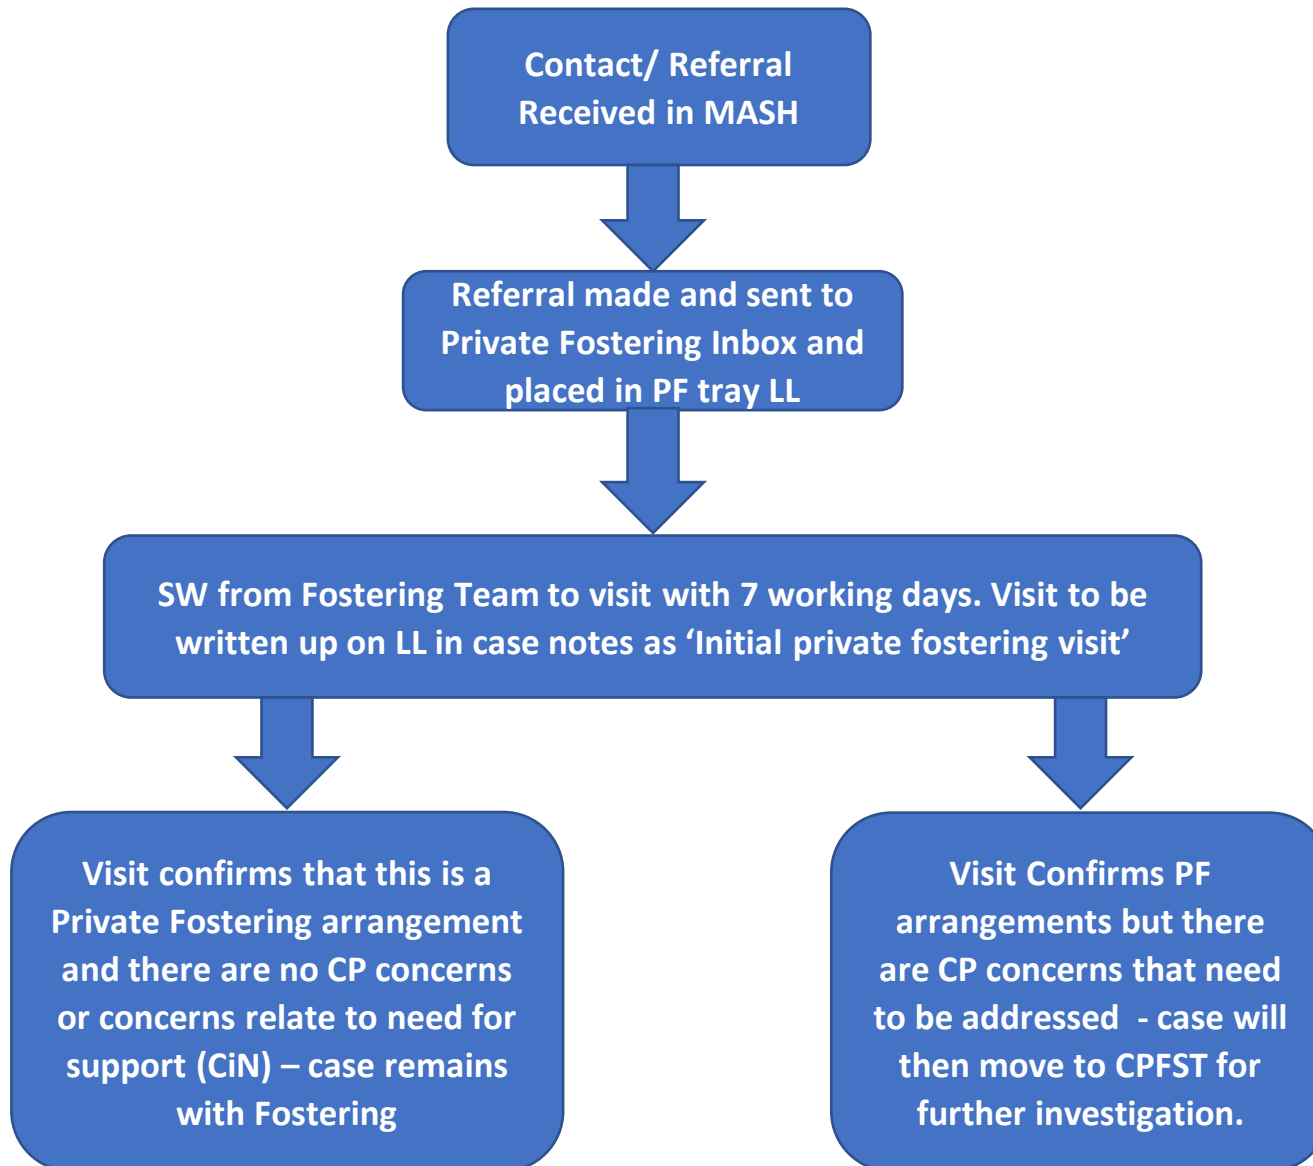 Contact/ Referral
Received in MASH
Referral made and sent to
Private Fostering Inbox and
placed in PF tray LL
SW from Fostering Team to visit with 7 working days. Visit to be
written up on LL in case notes as ‘Initial private fostering visit’
Visit confirms that this is a
Private Fostering arrangement
and there are no CP concerns
or concerns relate to need for
support (CiN) – case remains
with Fostering
Visit Confirms PF
arrangements but there
are CP concerns that need
to be addressed  - case will
then move to CPFST for
further investigation.